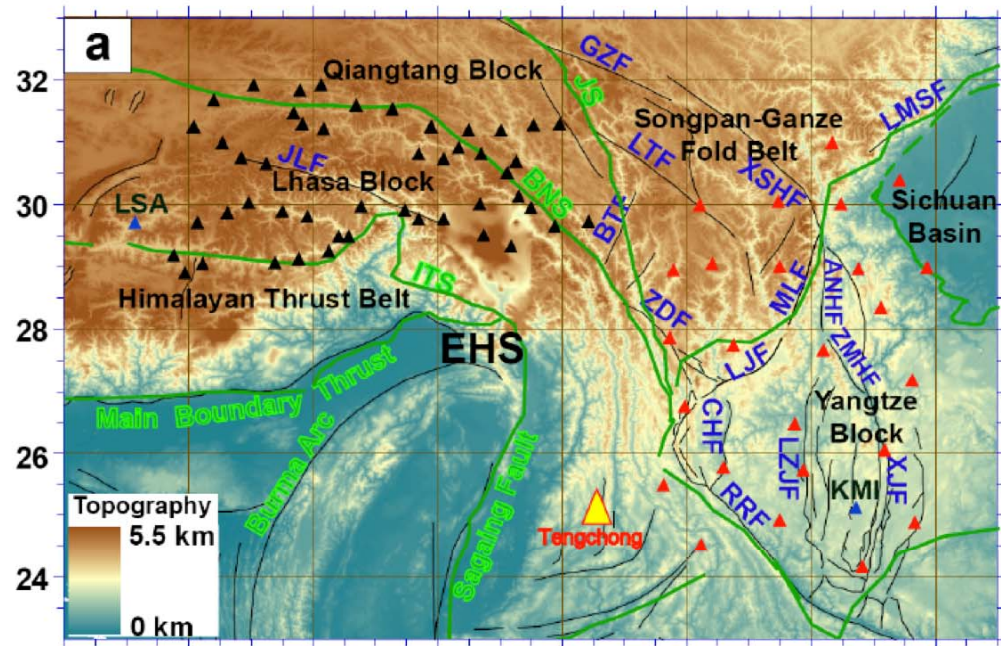 a
GZF
32
Qiangtang Block
JS
LMSF
Songpan-Ganze
Fold Belt
LTF
XSHF
JLF
Lhasa Block
BNS
LSA
30
BTF
Sichuan
Basin
ITS
Himalayan Thrust Belt
ZDF
MLF
ANHF
28
EHS
LJF
ZMHF
Main Boundary Thrust
Burma Arc
CHF
Yangtze
Block
26
LZJF
XJF
Sagaing Fault
KMI
RRF
Topography
5.5 km
0 km
Tengchong
24